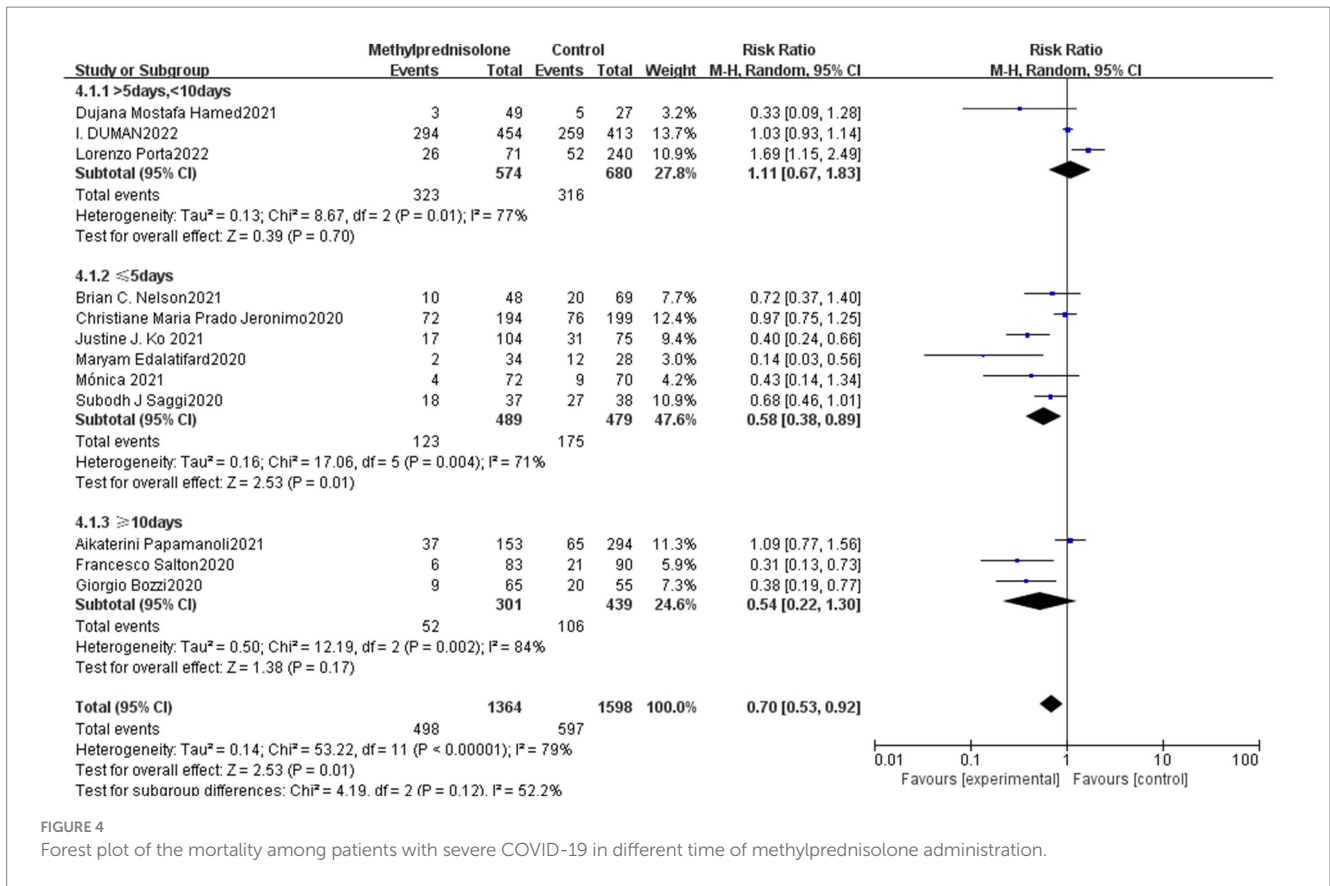 Methylprednisolone Control Risk Ratio Risk Ratio
Study or Subgroup Events Total Events Total Weight M-H, Random, 95% CI M-H, Random, 95% CI
4.1.1 >5days,<10days
Dujana Mostafa Hamed2021 3 49 5 27 3.2% 0.33 [0.09, 1.28]
I. DUMAN2022 294 454 259 413 13.7% 1.03 [0.93, 1.14]
Lorenzo Porta2022 26 71 52 240 10.9% 1.69 [1.15, 2.49]
Subtotal (95% CI) 574 680 27.8% 1.11 [0.67, 1.83]
Total events 323 316
Heterogeneity: Tau² = 0.13; Chi² = 8.67, df = 2 (P = 0.01); I² = 77%
Test for overall effect: Z = 0.39 (P = 0.70)
4.1.2 ≤5days
Brian C. Nelson2021 10 48 20 69 7.7% 0.72 [0.37, 1.40]
Christiane Maria Prado Jeronimo2020 72 194 76 199 12.4% 0.97 [0.75, 1.25]
Justine J. Ko 2021 17 104 31 75 9.4% 0.40 [0.24, 0.66]
Maryam Edalatifard2020 2 34 12 28 3.0% 0.14 [0.03, 0.56]
Mónica 2021 4 72 9 70 4.2% 0.43 [0.14, 1.34]
Subodh J Saggi2020 18 37 27 38 10.9% 0.68 [0.46, 1.01]
Subtotal (95% CI) 489 479 47.6% 0.58 [0.38, 0.89]
Total events 123 175
Heterogeneity: Tau² = 0.16; Chi² = 17.06, df = 5 (P = 0.004); I² = 71%
Test for overall effect: Z = 2.53 (P = 0.01)
4.1.3 ≥10days
Aikaterini Papamanoli2021 37 153 65 294 11.3% 1.09 [0.77, 1.56]
Francesco Salton2020 6 83 21 90 5.9% 0.31 [0.13, 0.73]
Giorgio Bozzi2020 9 65 20 55 7.3% 0.38 [0.19, 0.77]
Subtotal (95% CI) 301 439 24.6% 0.54 [0.22, 1.30]
Total events 52 106
Heterogeneity: Tau² = 0.50; Chi² = 12.19, df = 2 (P = 0.002); I² = 84%
Test for overall effect: Z = 1.38 (P = 0.17)
Total (95% CI) 1364 1598 100.0% 0.70 [0.53, 0.92]
Total events 498 597
Heterogeneity: Tau² = 0.14; Chi² = 53.22, df = 11 (P < 0.00001); I² = 79%
Test for overall effect: Z = 2.53 (P = 0.01)
Test for subgroup differences: Chi² = 4.19, df = 2 (P = 0.12), I² = 52.2%
0.01 0.1 1 10 100
Favours [experimental] Favours [control]
FIGURE 4
Forest plot of the mortality among patients with severe COVID-19 in different time of methylprednisolone administration.